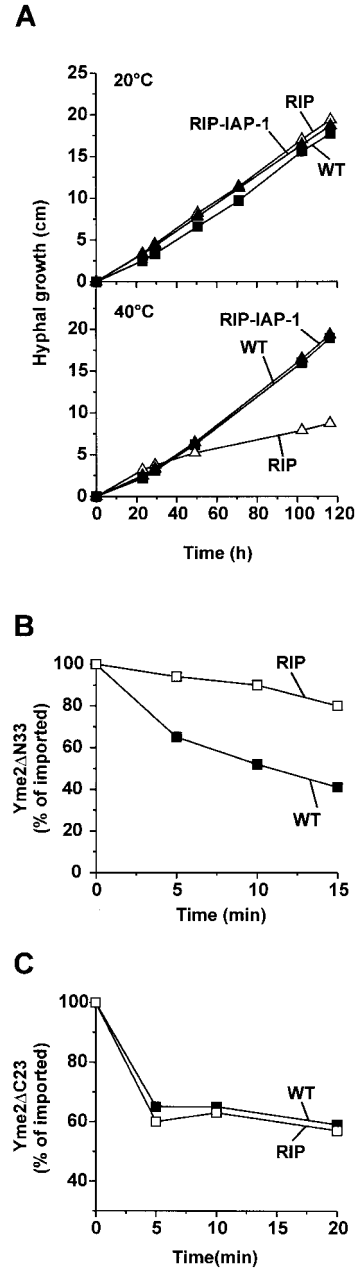 A
20°C
RIP
RIP-IAP-1
WT
25
20
15
10
5
0
Hyphal growth (cm)
40°C
RIP-IAP-1
WT
RIP
20
15
10
5
0
0 20 40 60 80 100 120
Time (h)
B
RIP
WT
100
80
60
40
20
0
Yme2ΔN33
(% of imported)
0 5 10 15
Time (min)
C
WT
RIP
100
80
60
40
Yme2ΔC23
(% of imported)
0 5 10 15 20
Time(min)